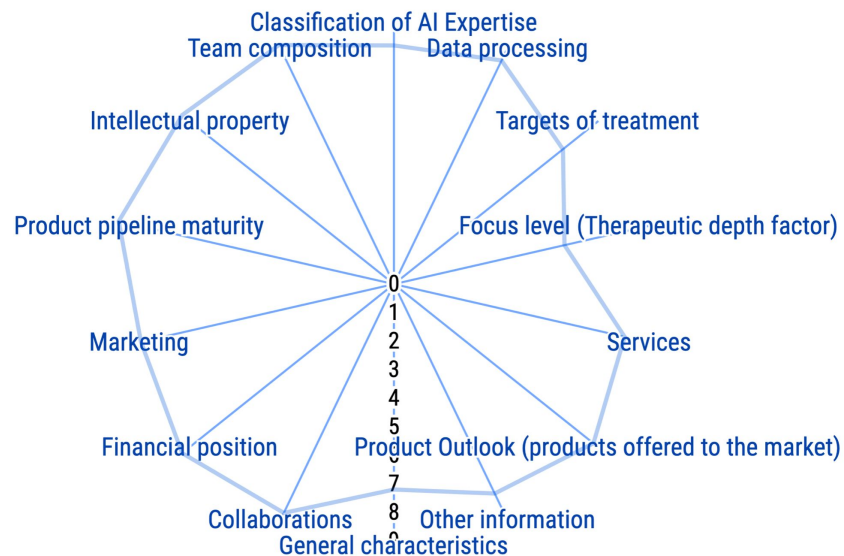 Classification of AI Expertise
Team composition
Data processing
Intellectual property
Targets of treatment
Product pipeline maturity
Focus level (Therapeutic depth factor)
0
1
2
Marketing
Services
3
4
5
Financial position
Product Outlook (products offered to the market)
6
7
8
Collaborations
Other information
9
General characteristics